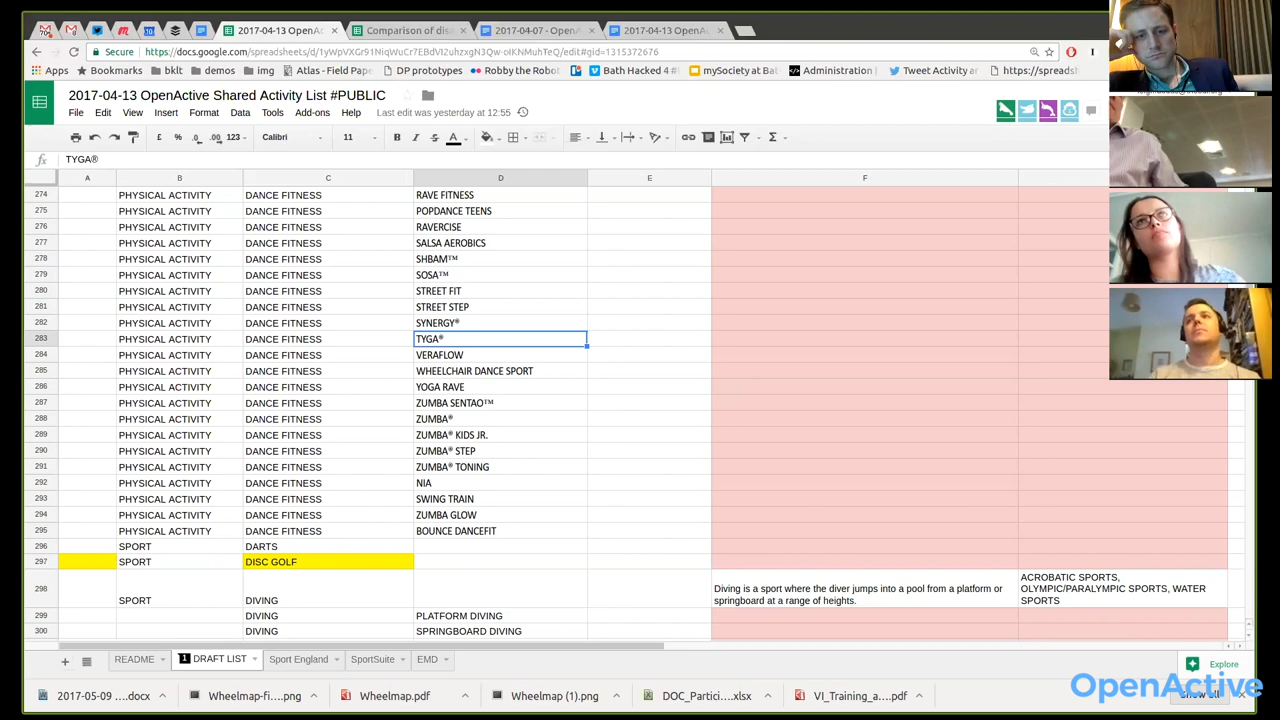 2017-04-13 OpenActive
Comparison of dis
2017-04-07 - OpenA
2017-04-13 OpenAc
Secure https://docs.google.com/spreadsheets/d/1yWpVXGr91NiqWuCr7EBdVI2uhzxgN3Qw-oIKNMuhTeQ/edit#gid=1315372676
Apps Bookmarks bklt demos img Atlas - Field Pape DP prototypes Robby the Robot Bath Hacked 4 mySociety at Bat Administration Tweet Activity an https://spreadsh
2017-04-13 OpenActive Shared Activity List #PUBLIC
File Edit View Insert Format Data Tools Add-ons Help Last edit was yesterday at 12:55
£ % .0 .00 123 Calibri 11 B I S A Σ
fx TYGA®
A B C D E F
274 PHYSICAL ACTIVITY DANCE FITNESS RAVE FITNESS
275 PHYSICAL ACTIVITY DANCE FITNESS POPDANCE TEENS
276 PHYSICAL ACTIVITY DANCE FITNESS RAVERCISE
277 PHYSICAL ACTIVITY DANCE FITNESS SALSA AEROBICS
278 PHYSICAL ACTIVITY DANCE FITNESS SHBAM™
279 PHYSICAL ACTIVITY DANCE FITNESS SOSA™
280 PHYSICAL ACTIVITY DANCE FITNESS STREET FIT
281 PHYSICAL ACTIVITY DANCE FITNESS STREET STEP
282 PHYSICAL ACTIVITY DANCE FITNESS SYNERGY®
283 PHYSICAL ACTIVITY DANCE FITNESS TYGA®
284 PHYSICAL ACTIVITY DANCE FITNESS VERAFLOW
285 PHYSICAL ACTIVITY DANCE FITNESS WHEELCHAIR DANCE SPORT
286 PHYSICAL ACTIVITY DANCE FITNESS YOGA RAVE
287 PHYSICAL ACTIVITY DANCE FITNESS ZUMBA SENTAO™
288 PHYSICAL ACTIVITY DANCE FITNESS ZUMBA®
289 PHYSICAL ACTIVITY DANCE FITNESS ZUMBA® KIDS JR.
290 PHYSICAL ACTIVITY DANCE FITNESS ZUMBA® STEP
291 PHYSICAL ACTIVITY DANCE FITNESS ZUMBA® TONING
292 PHYSICAL ACTIVITY DANCE FITNESS NIA
293 PHYSICAL ACTIVITY DANCE FITNESS SWING TRAIN
294 PHYSICAL ACTIVITY DANCE FITNESS ZUMBA GLOW
295 PHYSICAL ACTIVITY DANCE FITNESS BOUNCE DANCEFIT
296 SPORT DARTS
297 SPORT DISC GOLF
ACROBATIC SPORTS,
298 Diving is a sport where the diver jumps into a pool from a platform or OLYMPIC/PARALYMPIC SPORTS, WATER
SPORT DIVING springboard at a range of heights. SPORTS
299 DIVING PLATFORM DIVING
300 DIVING SPRINGBOARD DIVING
README 1 DRAFT LIST Sport England SportSuite EMD Explore
2017-05-09 ....docx Wheelmap-fi....png Wheelmap.pdf Wheelmap (1).png DOC_Partici....xlsx VI_Training_a....pdf
OpenActive